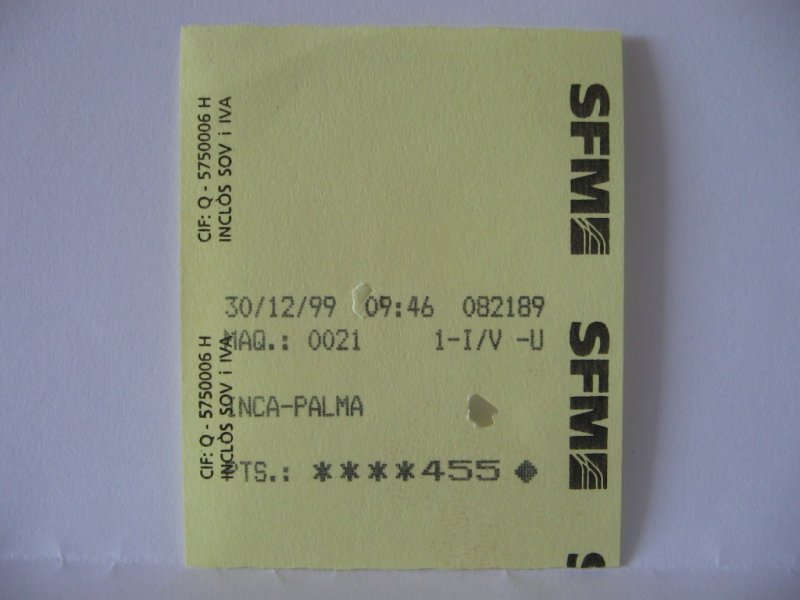 CIF: Q - 5750006 H
INCLÒS SOV i IVA
SFM
30/12/99 09:46 082189
MAQ.: 0021 1-I/V -U
INCA-PALMA
PTS.: ****455
CIF: Q - 5750006 H
INCLÒS SOV i IVA
SFM
S